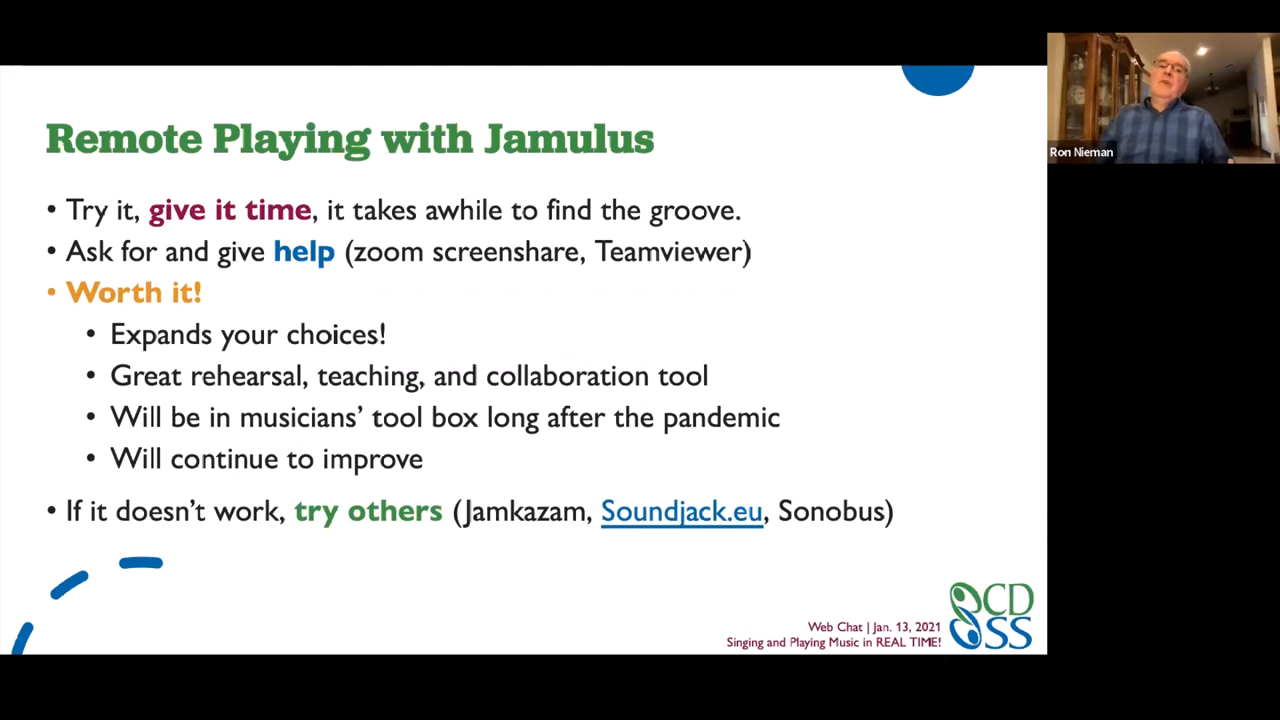 Remote Playing with Jamulus
• Try it, give it time, it takes awhile to find the groove.
• Ask for and give help (zoom screenshare, Teamviewer)
• Worth it!
• Expands your choices!
• Great rehearsal, teaching, and collaboration tool
• Will be in musicians’ tool box long after the pandemic
• Will continue to improve
• If it doesn’t work, try others (Jamkazam, Soundjack.eu, Sonobus)
Web Chat | Jan. 13, 2021
Singing and Playing Music in REAL TIME!
CD
SS
Ron Nieman